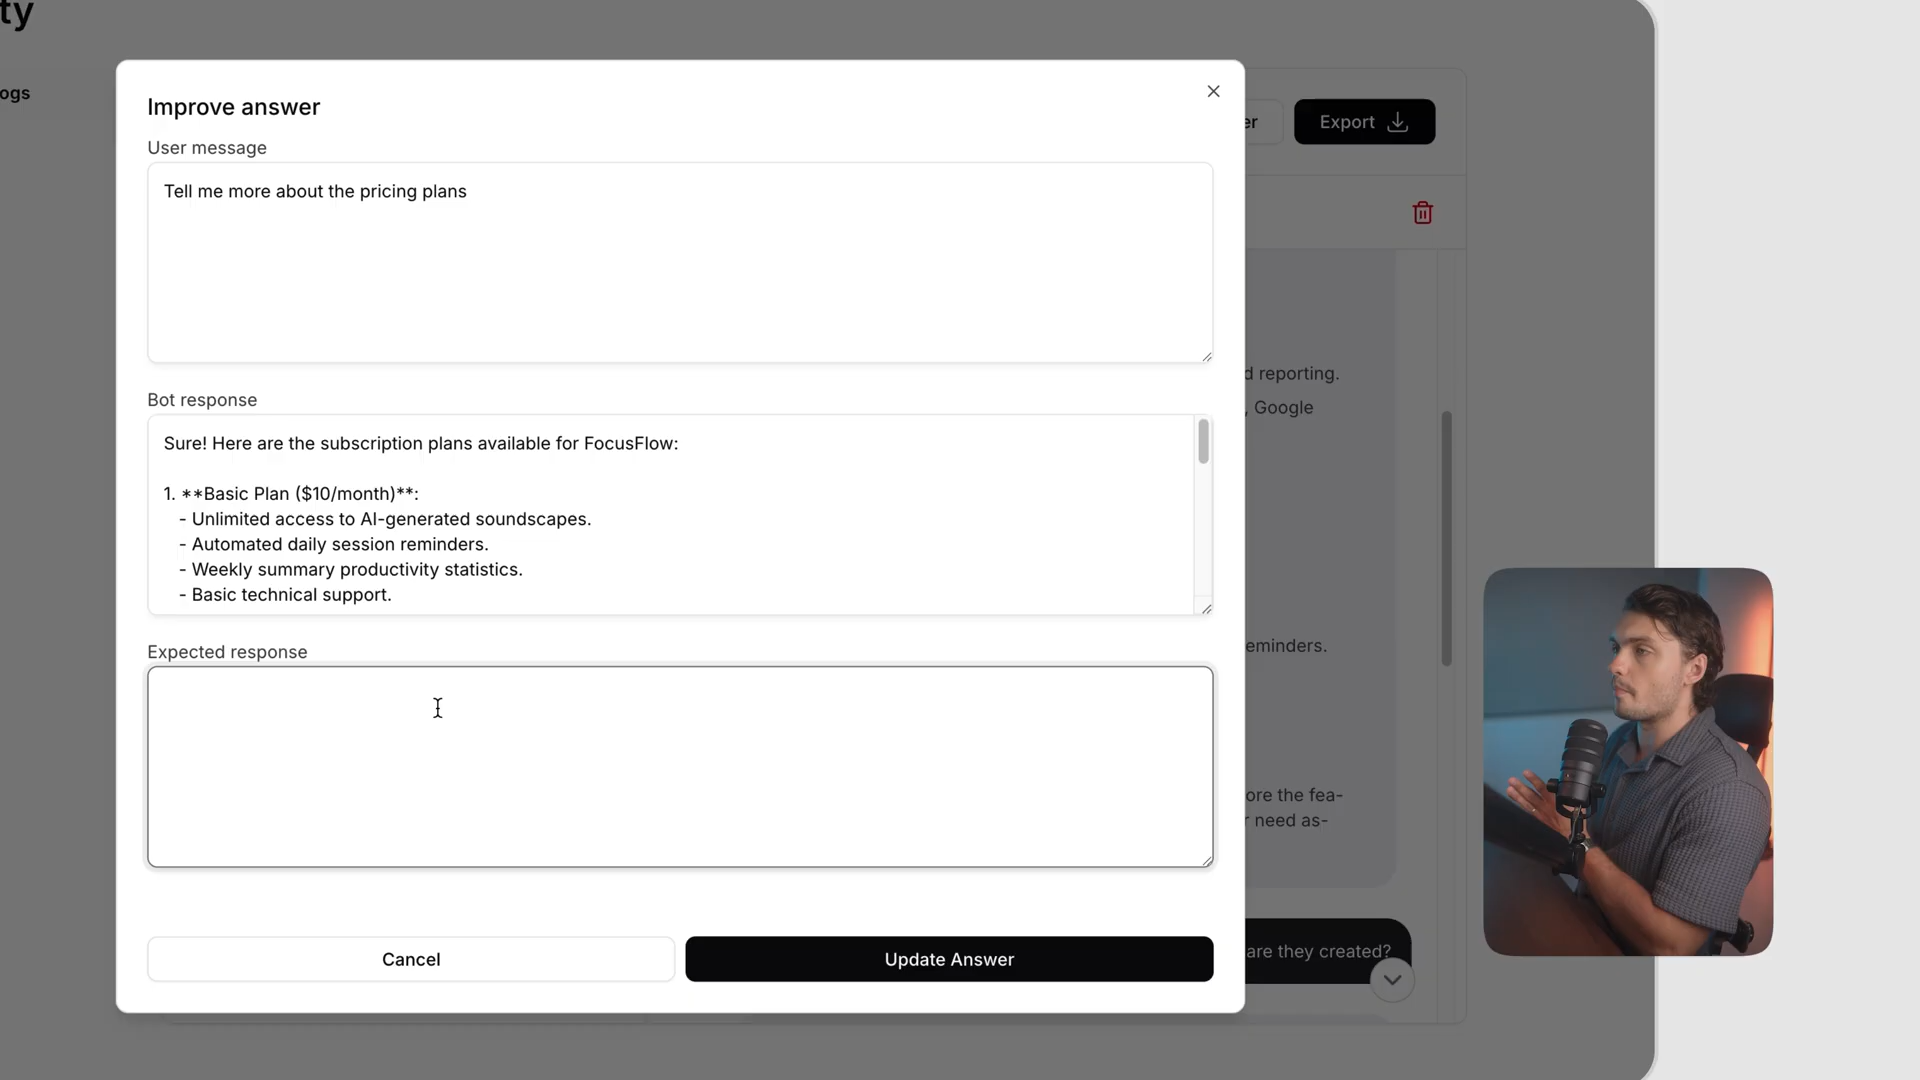 ty
ogs
Improve answer
User message
Tell me more about the pricing plans
Bot response
Sure! Here are the subscription plans available for FocusFlow:
1. **Basic Plan ($10/month)**:
- Unlimited access to AI-generated soundscapes.
- Automated daily session reminders.
- Weekly summary productivity statistics.
- Basic technical support.
Expected response
Cancel
Update Answer
er
Export
d reporting.
, Google
eminders.
ore the fea-
r need as-
are they created?